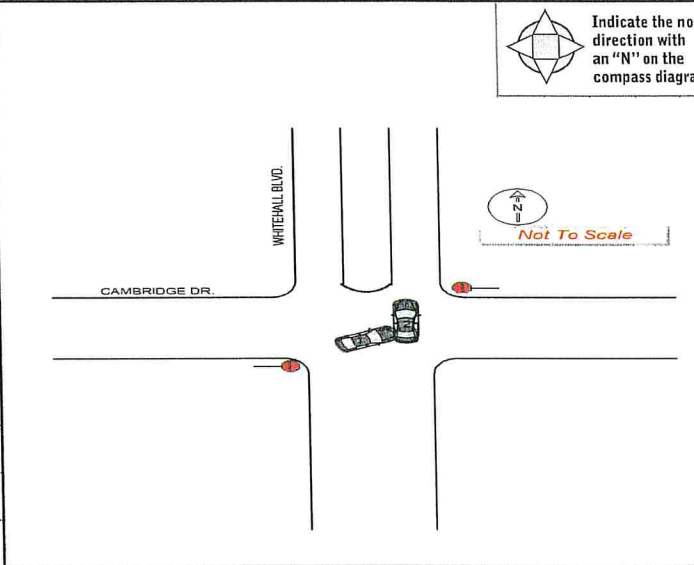 Indicate the no
direction with
an "N" on the
compass diagra
WHITEHALL BLVD.
N
Not To Scale
CAMBRIDGE DR.